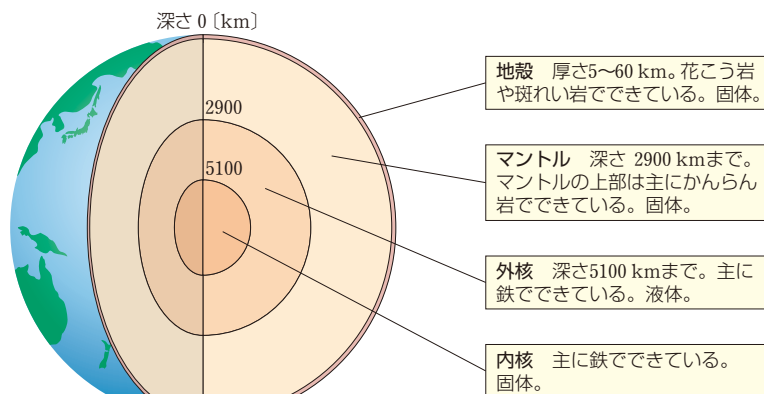 深さ 0〔km〕
2900
5100
地殻　厚さ5〜60 km。花こう岩
や斑れい岩でできている。固体。
マントル　深さ 2900 kmまで。
マントルの上部は主にかんらん
岩でできている。固体。
外核　深さ5100 kmまで。主に
鉄でできている。液体。
内核　主に鉄でできている。
固体。